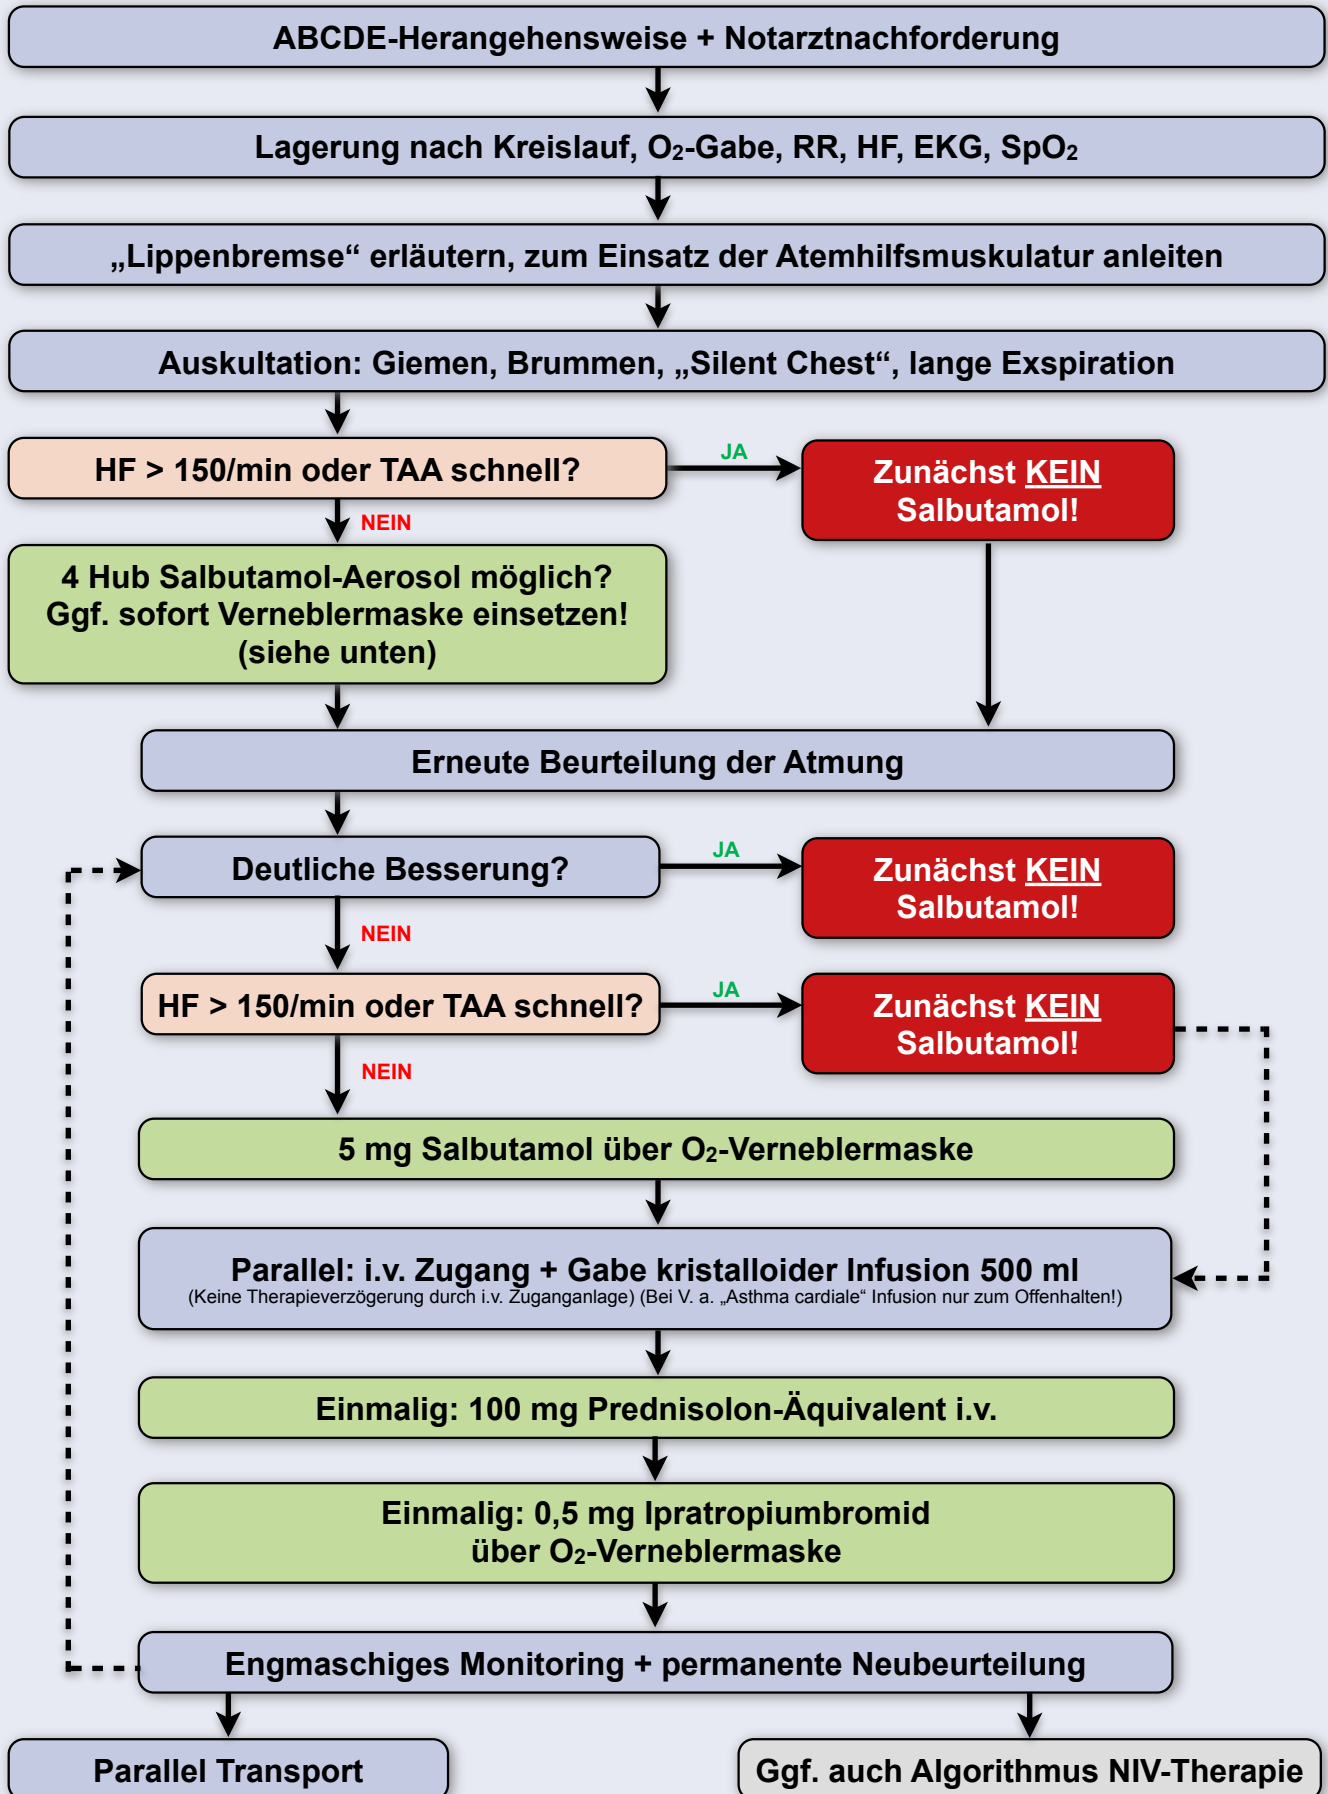 ABCDE-Herangehensweise + Notarztnachforderung
Lagerung nach Kreislauf, O₂-Gabe, RR, HF, EKG, SpO₂
„Lippenbremse“ erläutern, zum Einsatz der Atemhilfsmuskulatur anleiten
Auskultation: Giemen, Brummen, „Silent Chest“, lange Exspiration
HF > 150/min oder TAA schnell?
JA
Zunächst KEIN
Salbutamol!
NEIN
4 Hub Salbutamol-Aerosol möglich?
Ggf. sofort Verneblermaske einsetzen!
(siehe unten)
Erneute Beurteilung der Atmung
Deutliche Besserung?
JA
Zunächst KEIN
Salbutamol!
NEIN
HF > 150/min oder TAA schnell?
JA
Zunächst KEIN
Salbutamol!
NEIN
5 mg Salbutamol über O₂-Verneblermaske
Parallel: i.v. Zugang + Gabe kristalloider Infusion 500 ml
(Keine Therapieverzögerung durch i.v. Zuganganlage) (Bei V. a. „Asthma cardiale“ Infusion nur zum Offenhalten!)
Einmalig: 100 mg Prednisolon-Äquivalent i.v.
Einmalig: 0,5 mg Ipratropiumbromid
über O₂-Verneblermaske
Engmaschiges Monitoring + permanente Neubeurteilung
Parallel Transport
Ggf. auch Algorithmus NIV-Therapie